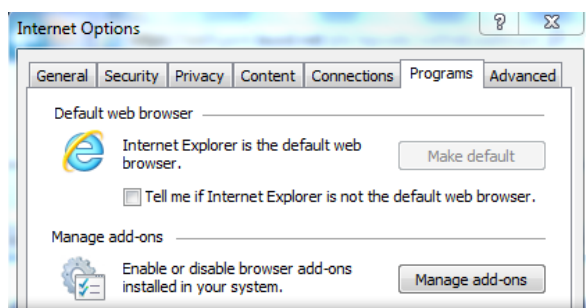 Internet Options
General Security Privacy Content Connections Programs Advanced
Default web browser
Internet Explorer is the default web
browser.
Make default
Tell me if Internet Explorer is not the default web browser.
Manage add-ons
Enable or disable browser add-ons
installed in your system.
Manage add-ons